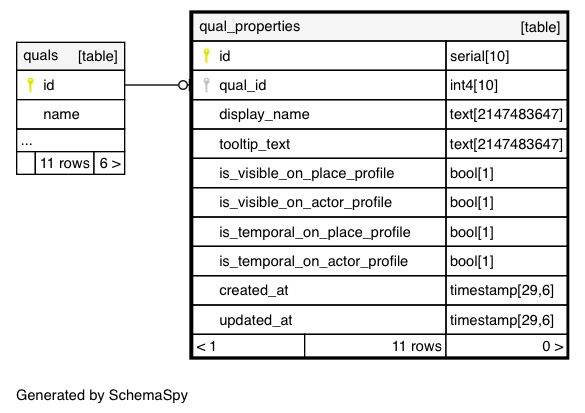 quals [table]
id
name
...
11 rows 6 >
qual_properties [table]
id serial[10]
qual_id int4[10]
display_name text[2147483647]
tooltip_text text[2147483647]
is_visible_on_place_profile bool[1]
is_visible_on_actor_profile bool[1]
is_temporal_on_place_profile bool[1]
is_temporal_on_actor_profile bool[1]
created_at timestamp[29,6]
updated_at timestamp[29,6]
< 1 11 rows 0 >
Generated by SchemaSpy